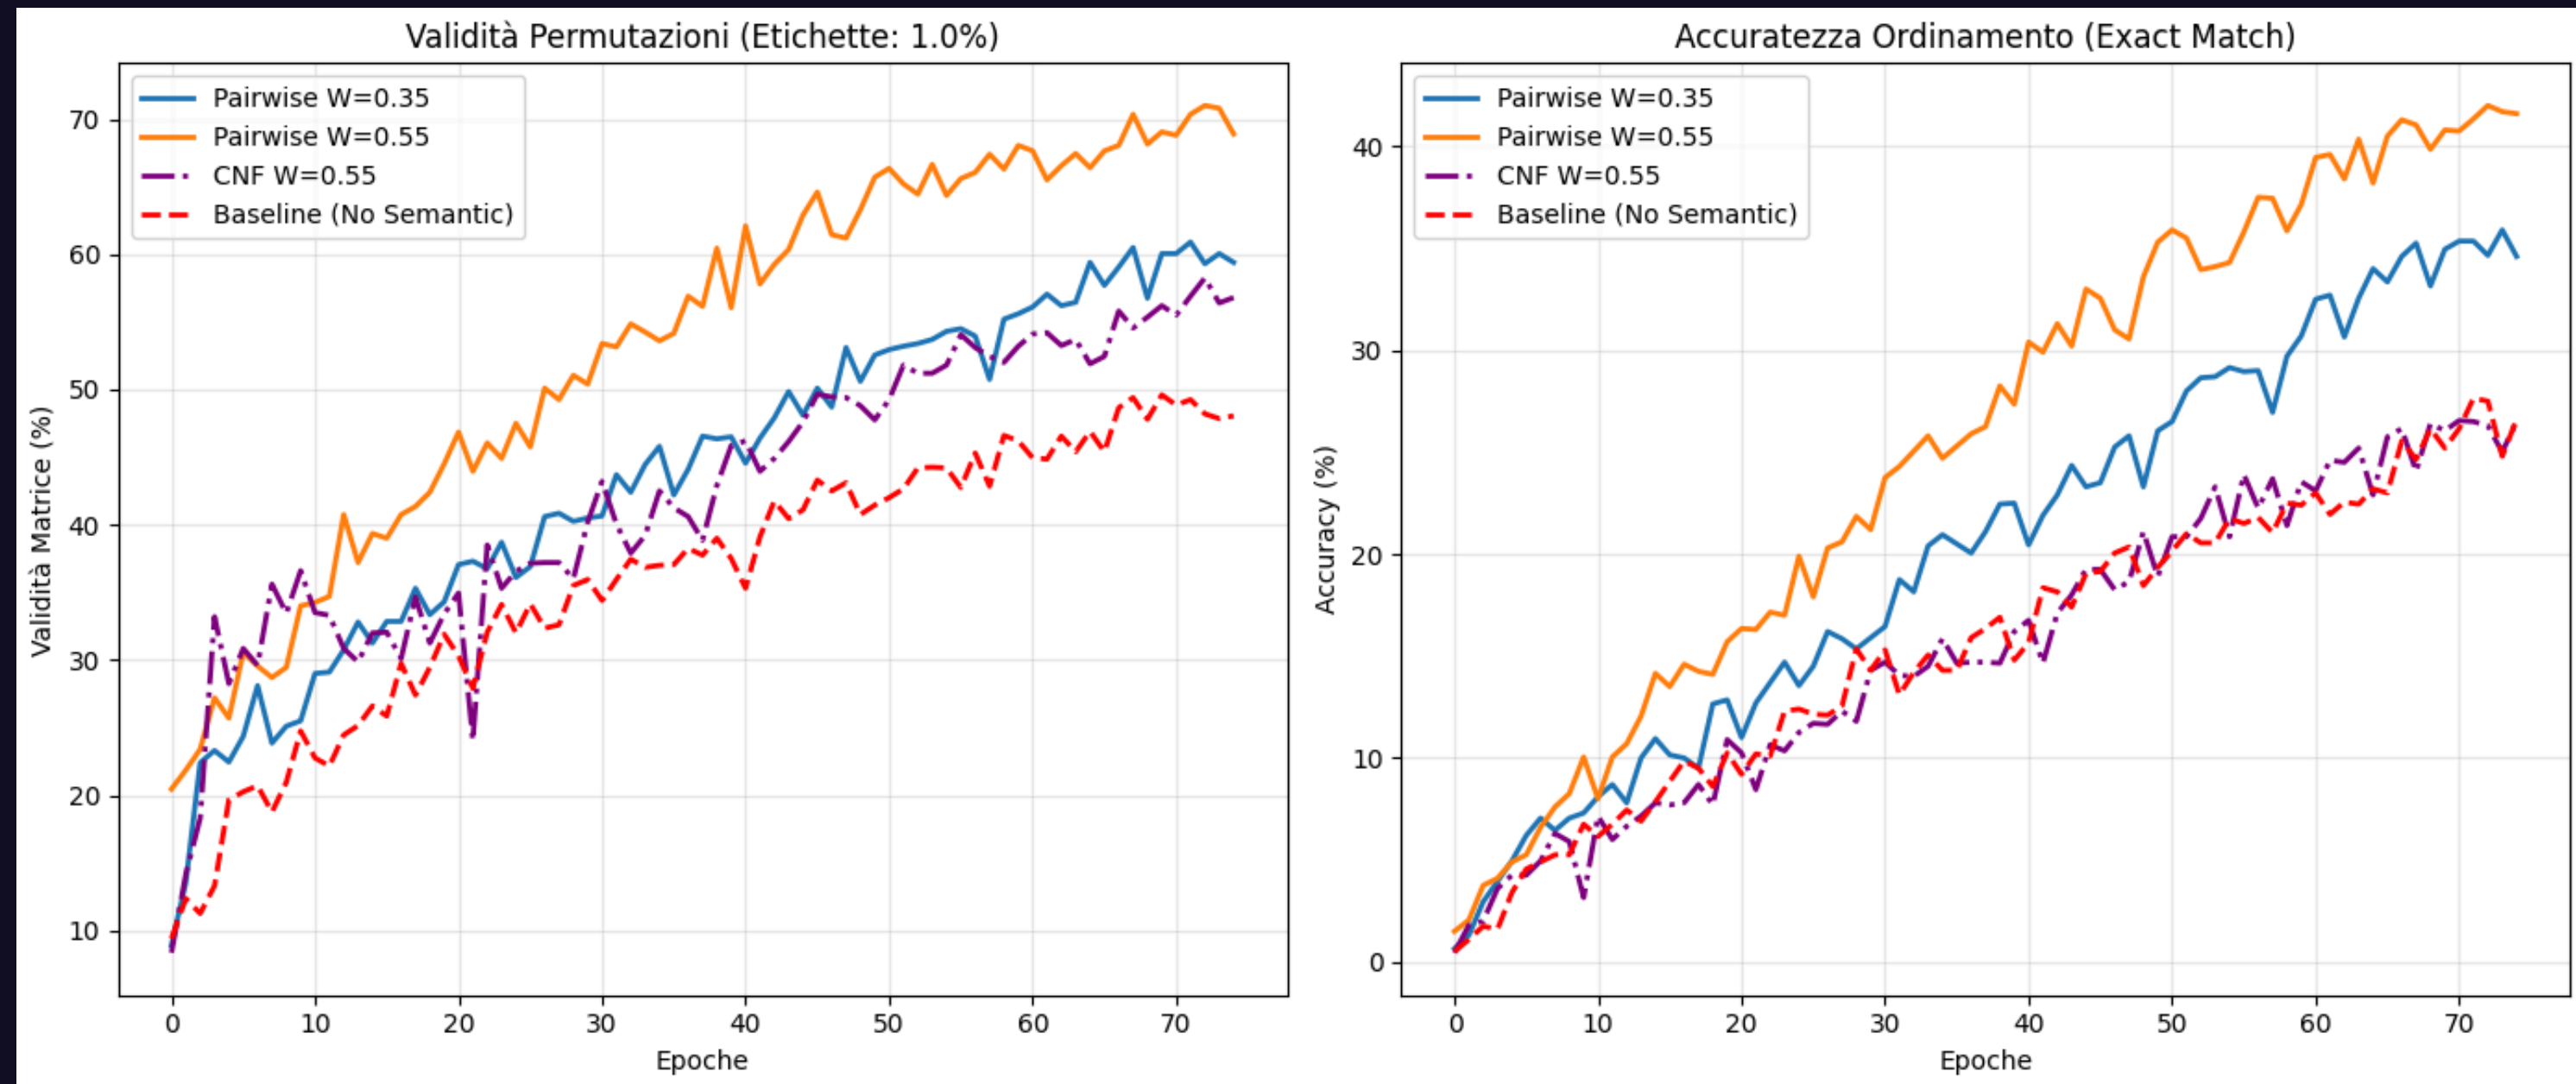 Validità Permutazioni (Etichette: 1.0%)
Pairwise W=0.35
Pairwise W=0.55
CNF W=0.55
Baseline (No Semantic)
Validità Matrice (%)
70
60
50
40
30
20
10
0 10 20 30 40 50 60 70
Epoche
Accuratezza Ordinamento (Exact Match)
Pairwise W=0.35
Pairwise W=0.55
CNF W=0.55
Baseline (No Semantic)
Accuracy (%)
40
30
20
10
0
0 10 20 30 40 50 60 70
Epoche